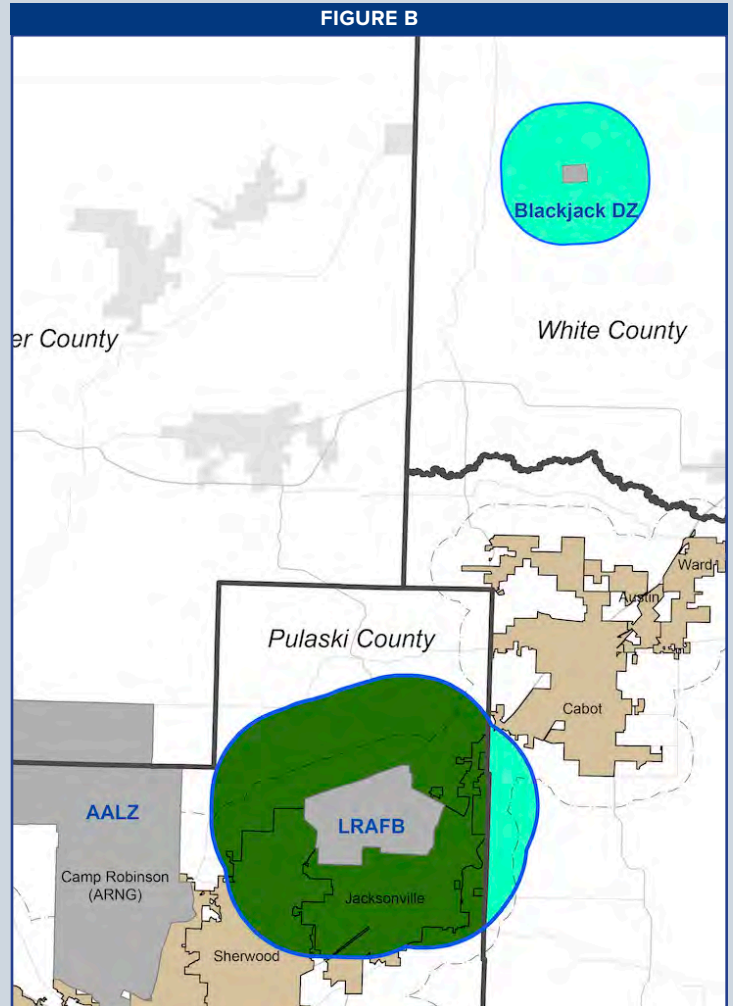 FIGURE B
Blackjack DZ
er County
White County
Ward
Austin
Pulaski County
Cabot
AALZ
LRAFB
Camp Robinson
(ARNG)
Jacksonville
Sherwood